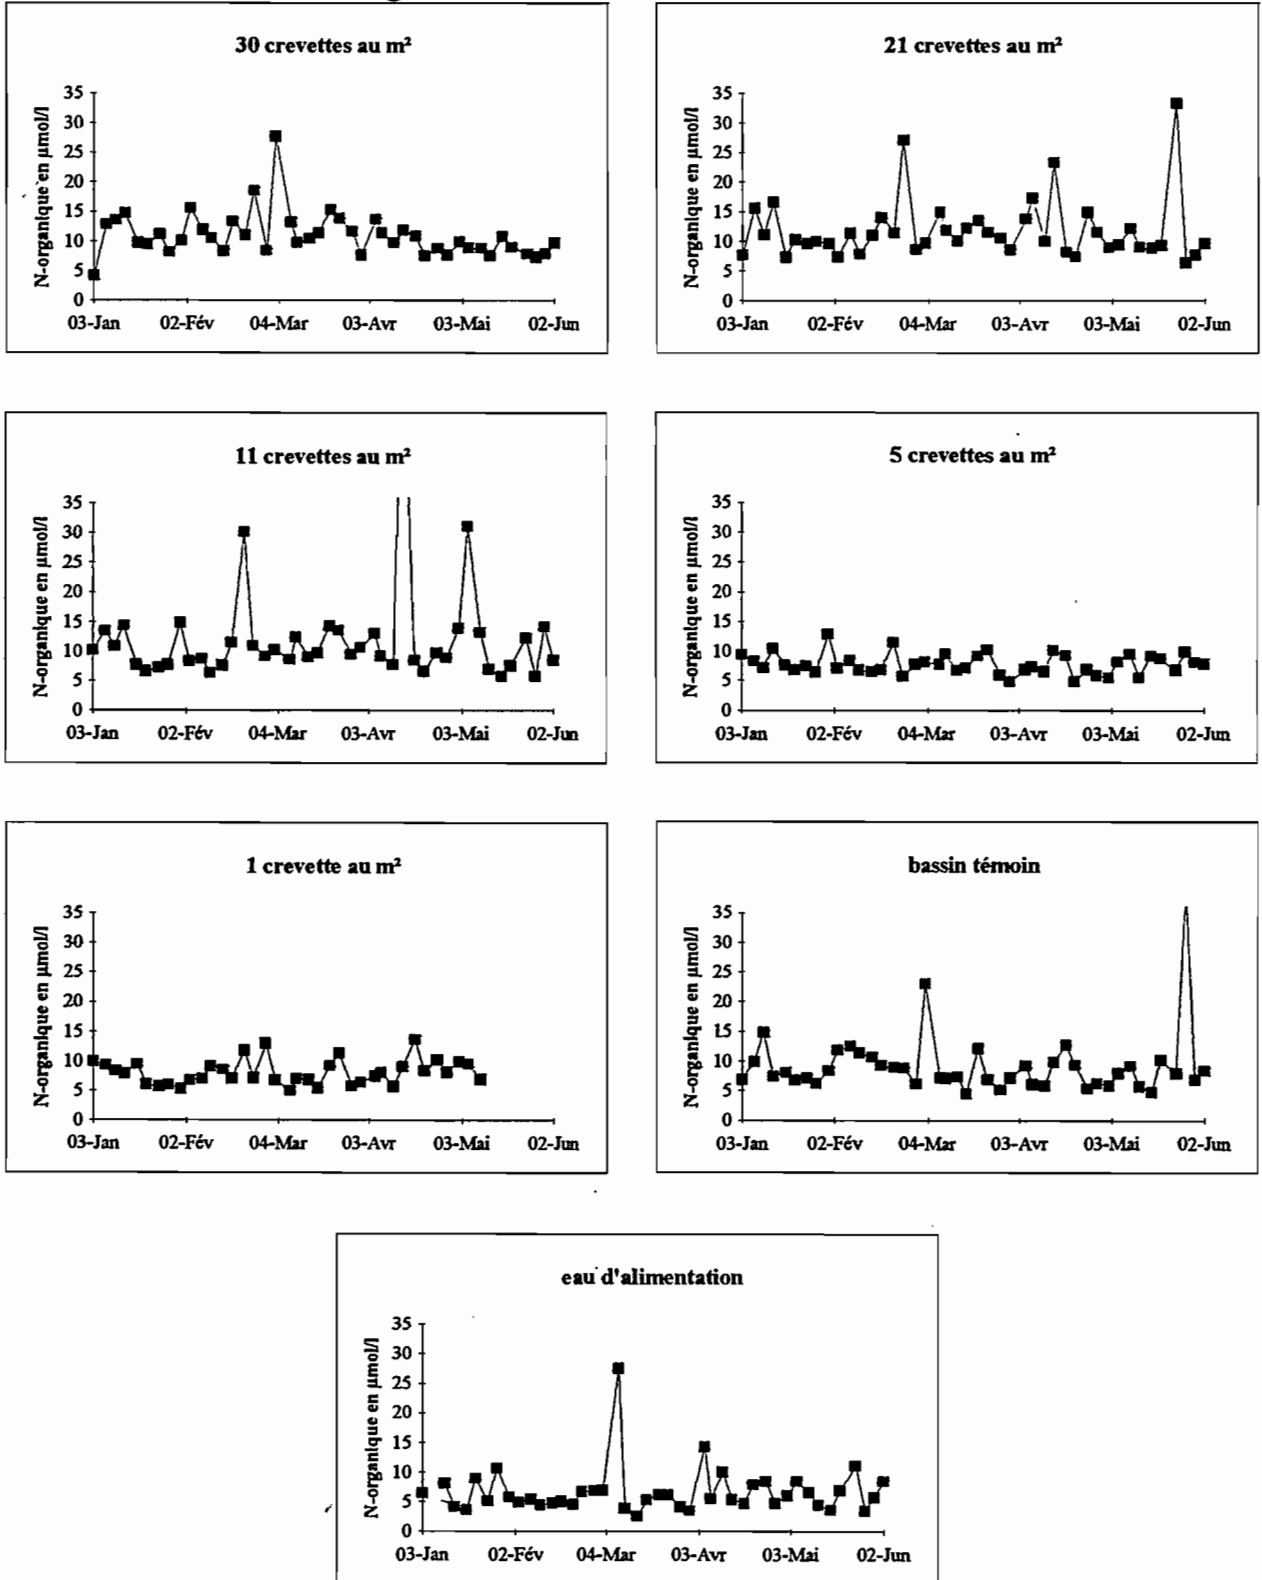 30 crevettes au m²
N-organique en µmol/l
35
30
25
20
15
10
5
0
03-Jan 02-Fév 04-Mar 03-Avr 03-Mai 02-Jun
21 crevettes au m²
N-organique en µmol/l
35
30
25
20
15
10
5
0
03-Jan 02-Fév 04-Mar 03-Avr 03-Mai 02-Jun
11 crevettes au m²
N-organique en µmol/l
35
30
25
20
15
10
5
0
03-Jan 02-Fév 04-Mar 03-Avr 03-Mai 02-Jun
5 crevettes au m²
N-organique en µmol/l
35
30
25
20
15
10
5
0
03-Jan 02-Fév 04-Mar 03-Avr 03-Mai 02-Jun
1 crevette au m²
N-organique en µmol/l
35
30
25
20
15
10
5
0
03-Jan 02-Fév 04-Mar 03-Avr 03-Mai 02-Jun
bassin témoin
N-organique en µmol/l
35
30
25
20
15
10
5
0
03-Jan 02-Fév 04-Mar 03-Avr 03-Mai 02-Jun
eau d'alimentation
N-organique en µmol/l
35
30
25
20
15
10
5
0
03-Jan 02-Fév 04-Mar 03-Avr 03-Mai 02-Jun